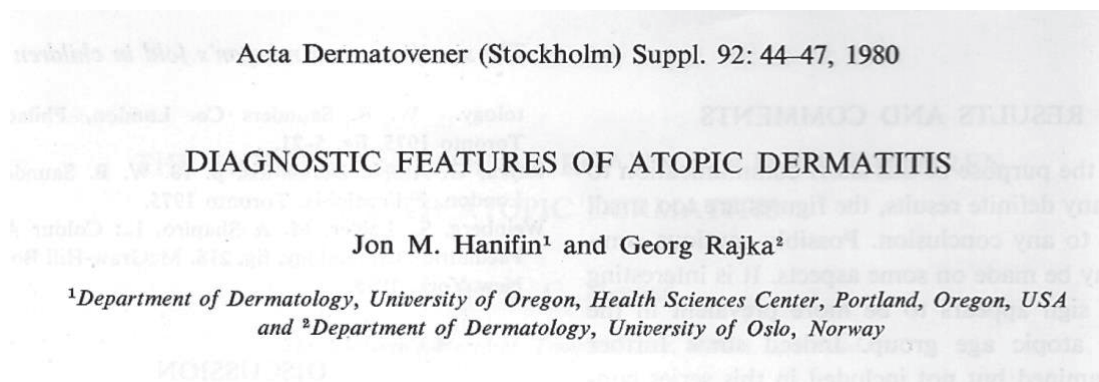 Acta Dermatovener (Stockholm) Suppl. 92: 44–47, 1980
DIAGNOSTIC FEATURES OF ATOPIC DERMATITIS
Jon M. Hanifin¹ and Georg Rajka²
¹Department of Dermatology, University of Oregon, Health Sciences Center, Portland, Oregon, USA
and ²Department of Dermatology, University of Oslo, Norway